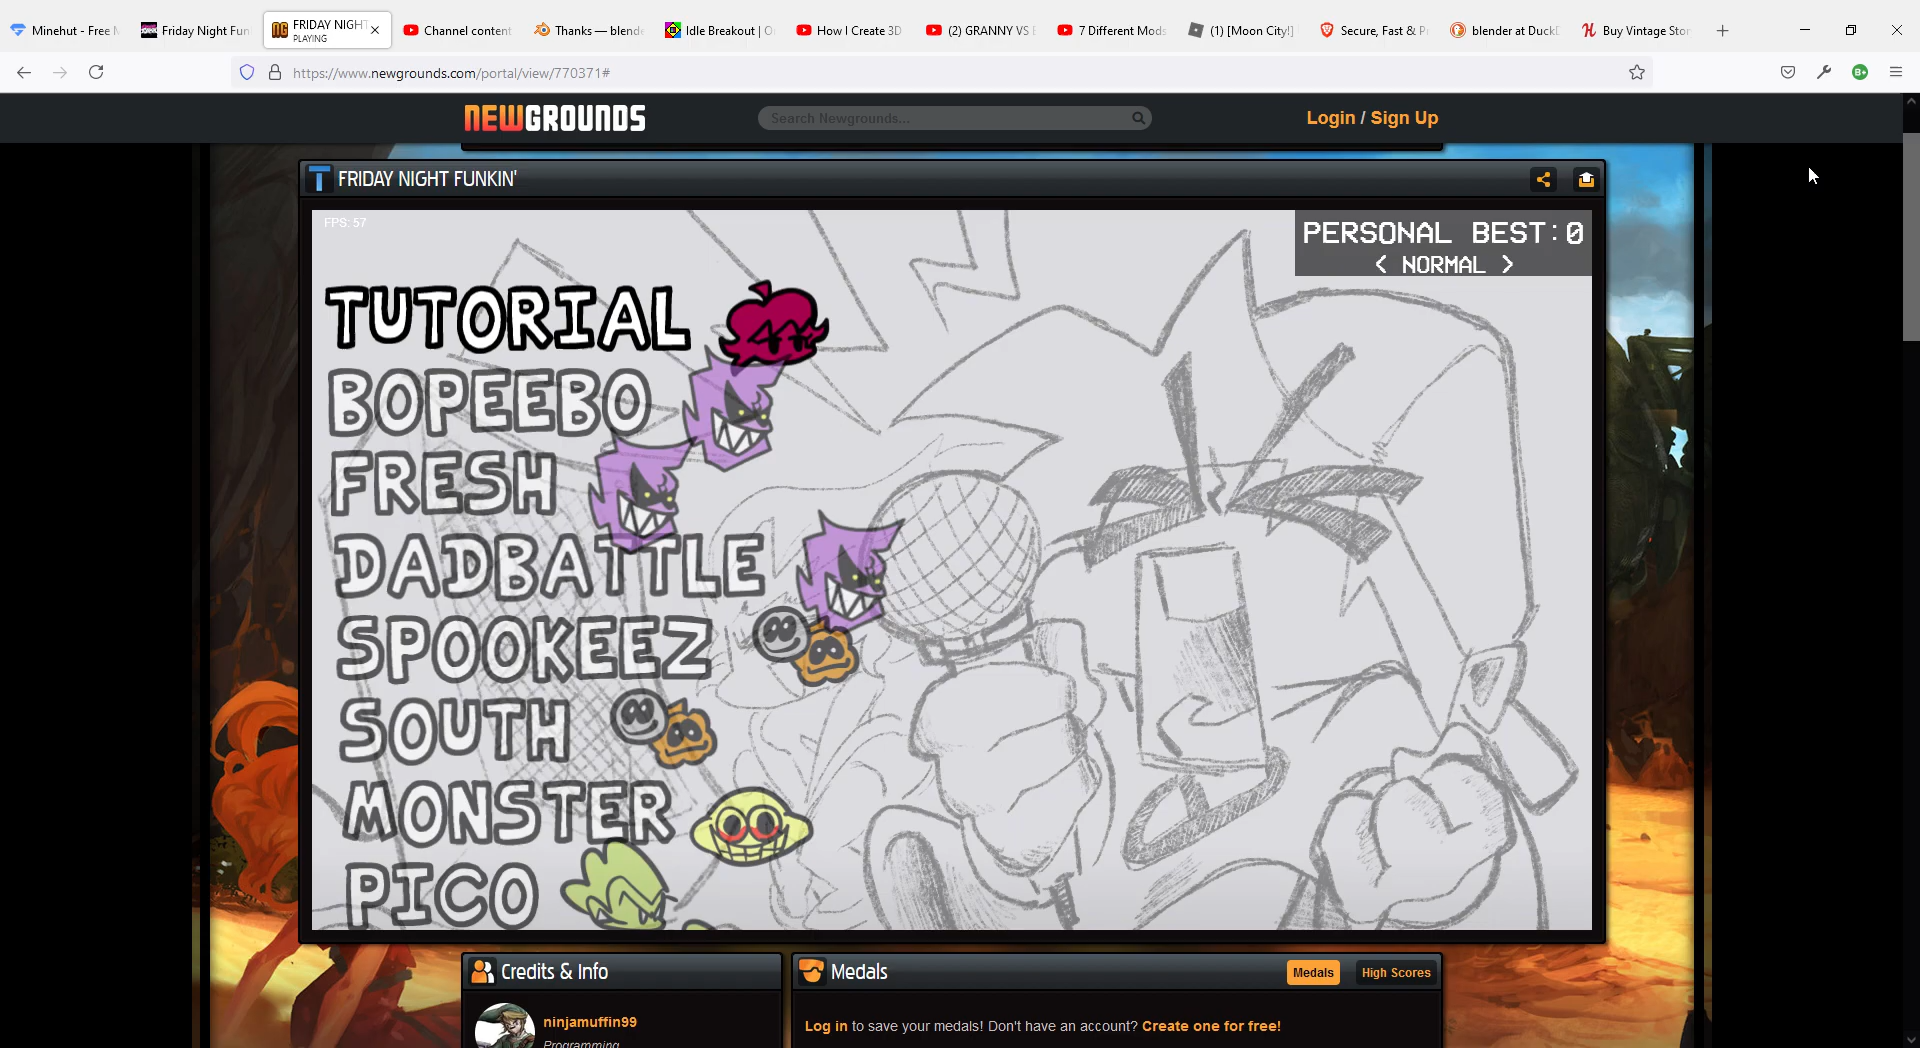 Minehut - Free M
Friday Night Fun
FRIDAY NIGHT
PLAYING
Channel content
Thanks — blende
Idle Breakout | O
How I Create 3D
(2) GRANNY VS
7 Different Mods
(1) [Moon City!]
Secure, Fast & P
blender at DuckD
Buy Vintage Stor
https://www.newgrounds.com/portal/view/770371#
B+
NEWGROUNDS
Search Newgrounds...
Login / Sign Up
FRIDAY NIGHT FUNKIN'
FPS: 57
PERSONAL BEST:0
< NORMAL >
TUTORIAL
BOPEEBO
FRESH
DADBATTLE
SPOOKEEZ
SOUTH
MONSTER
PICO
Credits & Info
Medals
Medals
High Scores
ninjamuffin99
Programming
Log in to save your medals! Don't have an account? Create one for free!